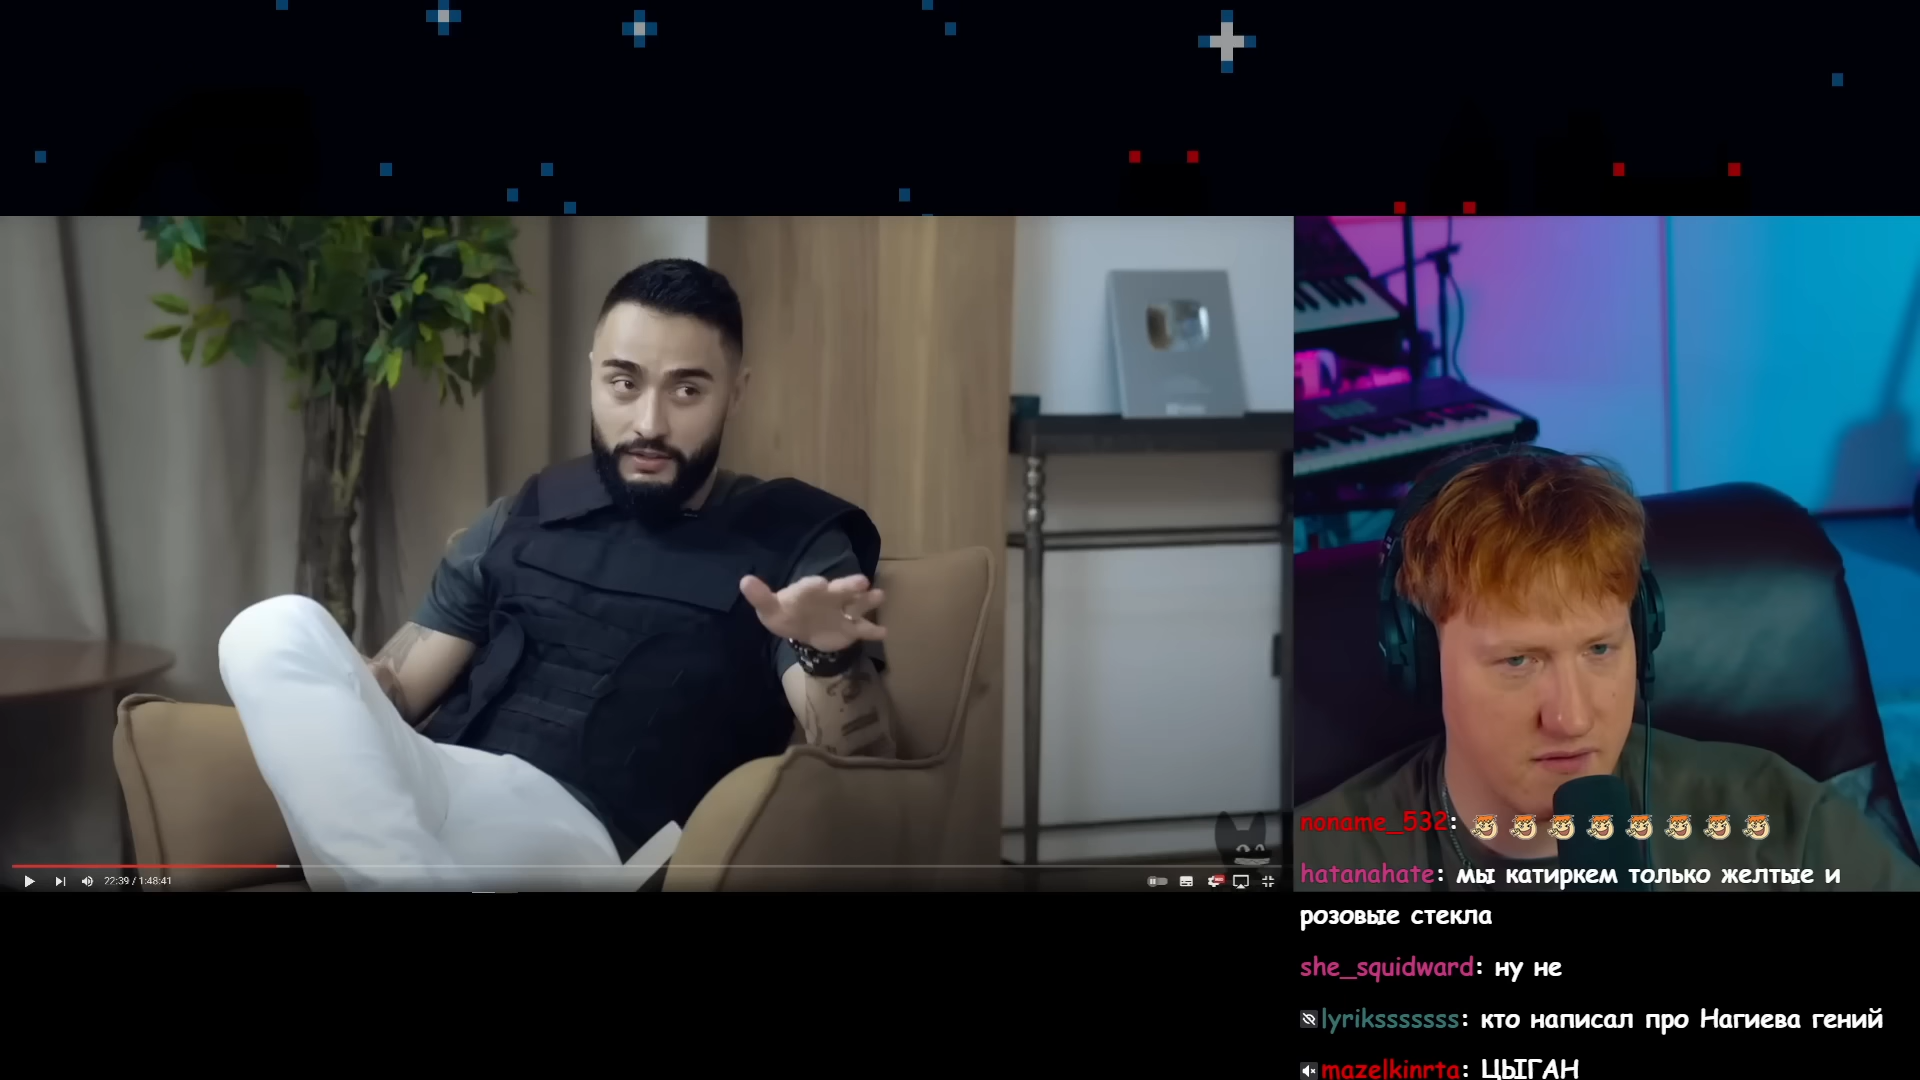 22:39 / 1:48:41
noname_532:
hatanahate: мы катиркем только желтые и
розовые стекла
she_squidward: ну не
lyriksssssss: кто написал про Нагиева гений
mazelkinrta: ЦЫГАН